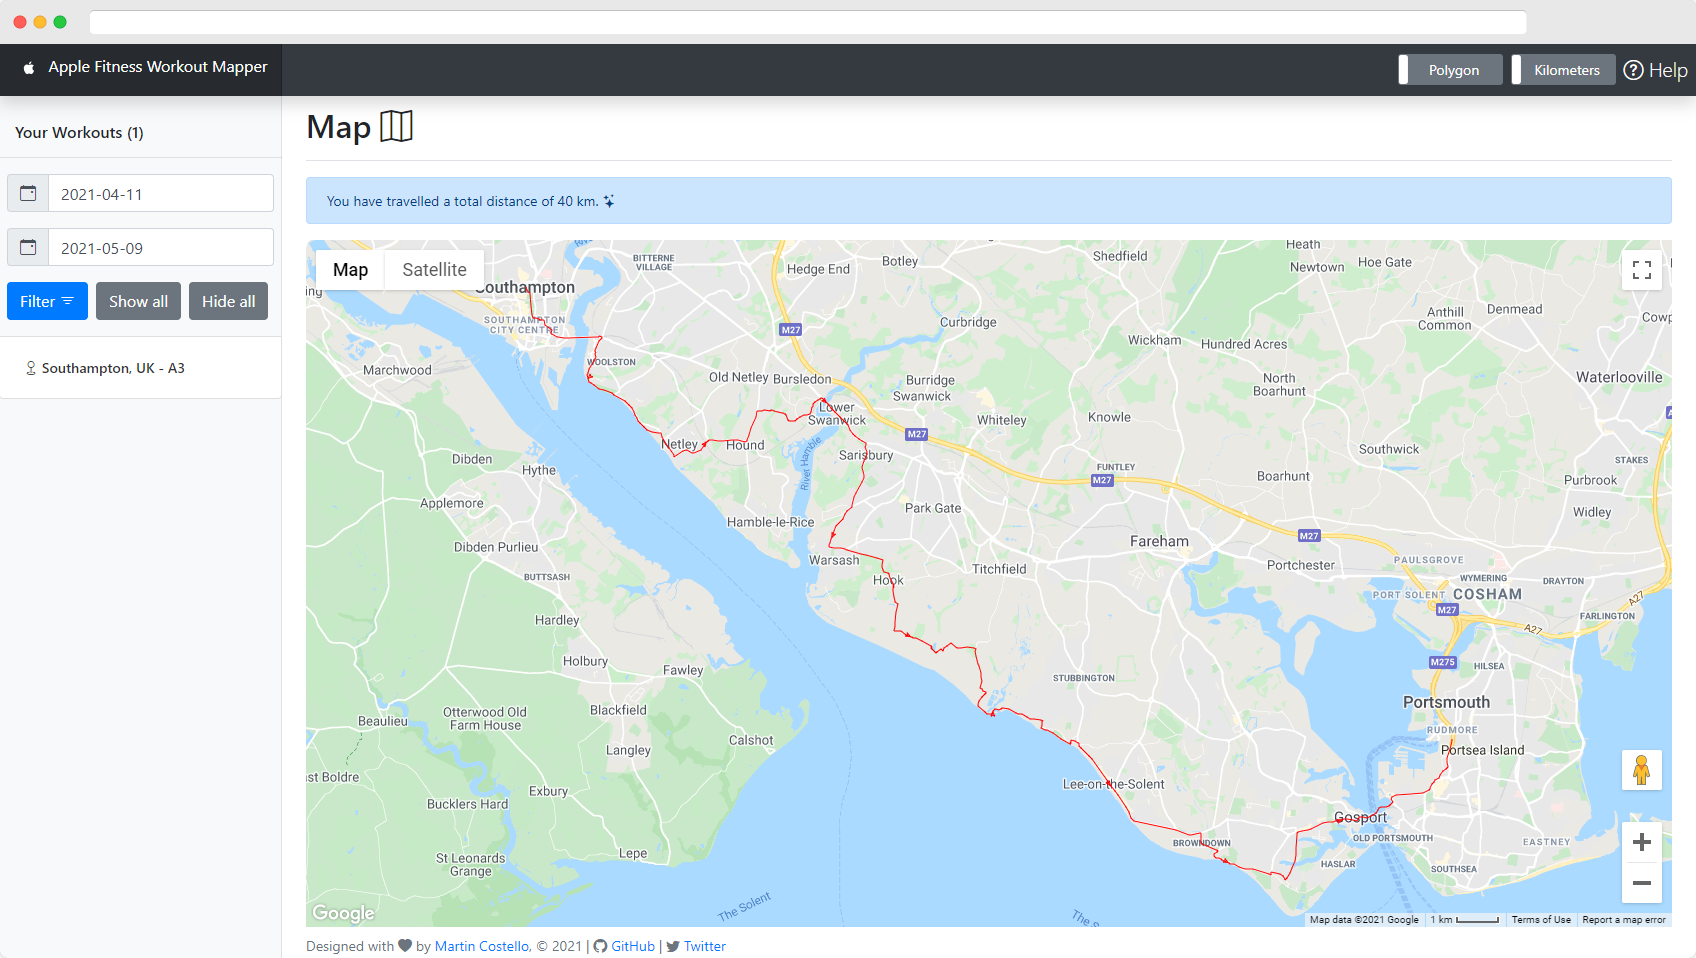 Apple Fitness Workout Mapper
Polygon
Kilometers
Help
Your Workouts (1)
2021-04-11
2021-05-09
Filter
Show all
Hide all
Southampton, UK - A3
Map
You have travelled a total distance of 40 km.
Map
Satellite
BITTERNE
VILLAGE
Hedge End
Botley
Shedfield
Heath
Newtown
Hoe Gate
Southampton
SOUTHAMPTON
CITY CENTRE
M27
Curbridge
Wickham
Hundred Acres
Anthill
Common
Denmead
Marchwood
WOOLSTON
Old Netley
Bursledon
Burridge
Swanwick
North
Boarhunt
Waterlooville
Lower
Swanwick
Whiteley
Knowle
M27
Netley
Hound
Sarisbury
River Hamble
Southwick
STAKES
Dibden
Hythe
FUNTLEY
M27
Boarhunt
Purbrook
Applemore
Hamble-le-Rice
Park Gate
Widley
Dibden Purlieu
Warsash
Fareham
M27
BUTTSASH
Hook
Titchfield
Portchester
PAULSGROVE
WYMERING
DRAYTON
PORT SOLENT
COSHAM
M27
A27
A27
FARLINGTON
Hardley
Holbury
Fawley
STUBBINGTON
M275
HILSEA
Portsmouth
Blackfield
Otterwood Old
Farm House
Beaulieu
Langley
Calshot
RUDMORE
Portsea Island
Exbury
Bucklers Hard
Lee-on-the-Solent
Gosport
OLD PORTSMOUTH
BROWNDOWN
EASTNEY
HASLAR
SOUTHSEA
St Leonards
Grange
Lepe
The Solent
Google
Map data ©2021 Google
1 km
Terms of Use
Report a map error
Designed with by Martin Costello, © 2021 | GitHub | Twitter